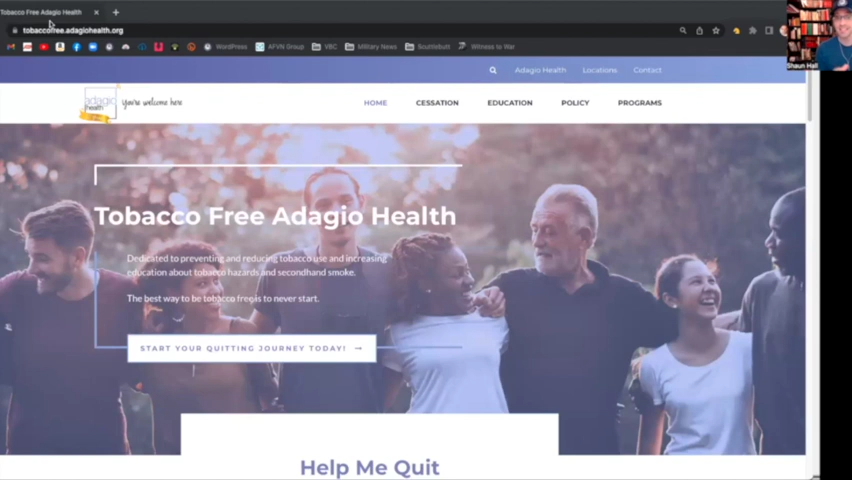 Tobacco Free Adagio Health
tobaccofree.adagiohealth.org
WordPress
AFVN Group
VBC
Military News
Scuttlebutt
Witness to War
Shaun Hall
Adagio Health
Locations
Contact
adagio
health
you're welcome here
HOME
CESSATION
EDUCATION
POLICY
PROGRAMS
Tobacco Free Adagio Health
Dedicated to preventing and reducing tobacco use and increasing
education about tobacco hazards and secondhand smoke.
The best way to be tobacco free is to never start.
START YOUR QUITTING JOURNEY TODAY!
Help Me Quit